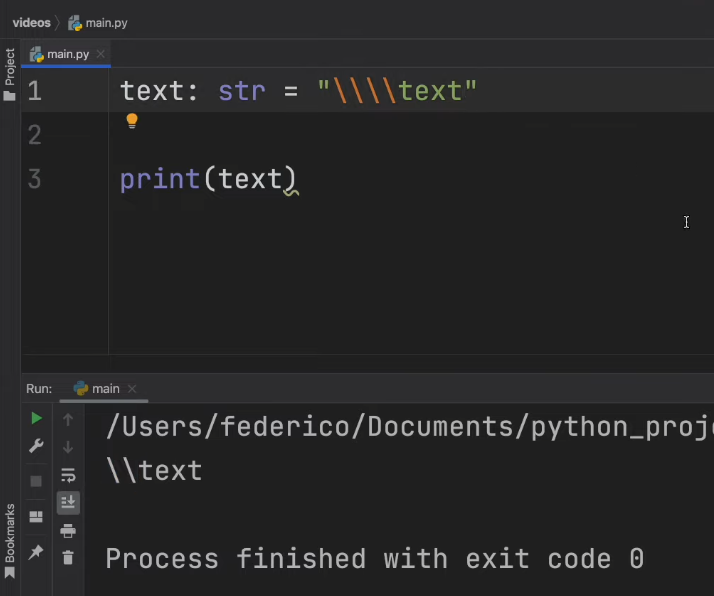 videos
main.py
main.py
Project
1 text: str = "\\\\text"
2
3 print(text)
Run:
main
/Users/federico/Documents/python_proj
\\text
Process finished with exit code 0
Bookmarks